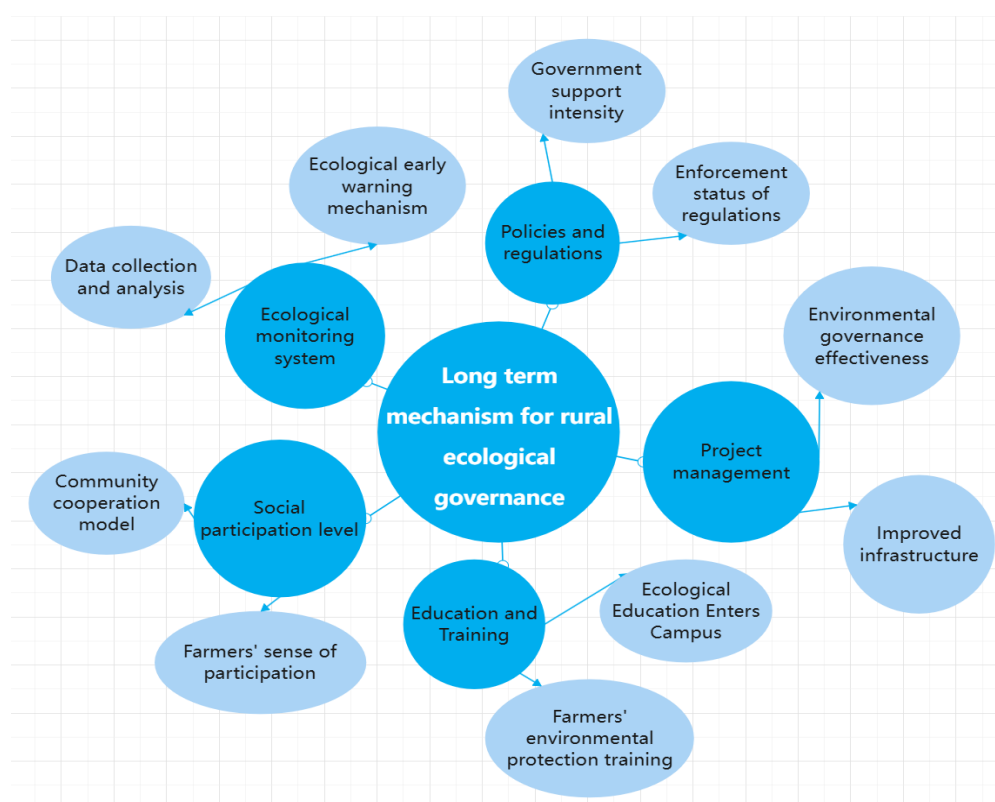 Government
support
intensity
Ecological early
warning
mechanism
Enforcement
status of
regulations
Policies and
regulations
Data collection
and analysis
Ecological
monitoring
system
Environmental
governance
effectiveness
Long term
mechanism for rural
ecological
governance
Project
management
Community
cooperation
model
Social
participation level
Improved
infrastructure
Education and
Training
Ecological
Education Enters
Campus
Farmers' sense of
participation
Farmers'
environmental
protection training